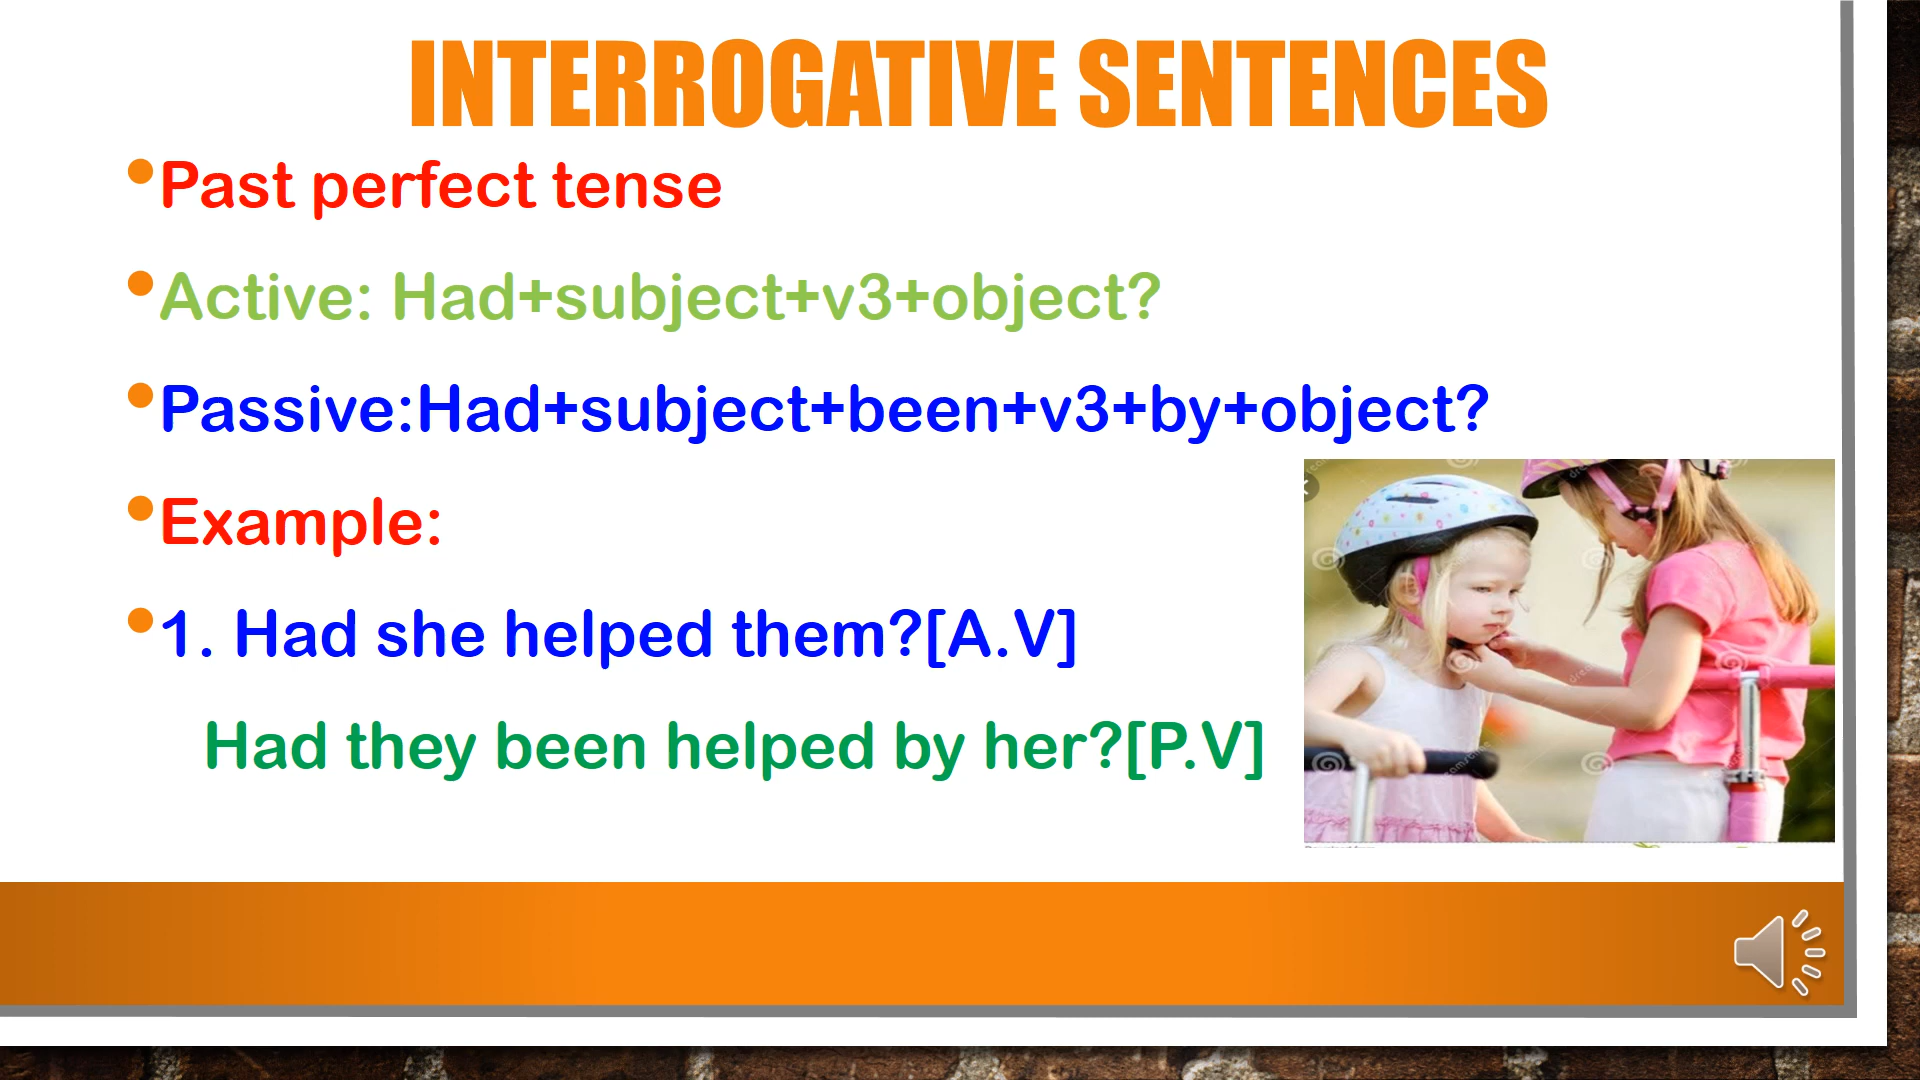 INTERROGATIVE SENTENCES
•Past perfect tense
•Active: Had+subject+v3+object?
•Passive:Had+subject+been+v3+by+object?
•Example:
•1. Had she helped them?[A.V]
Had they been helped by her?[P.V]